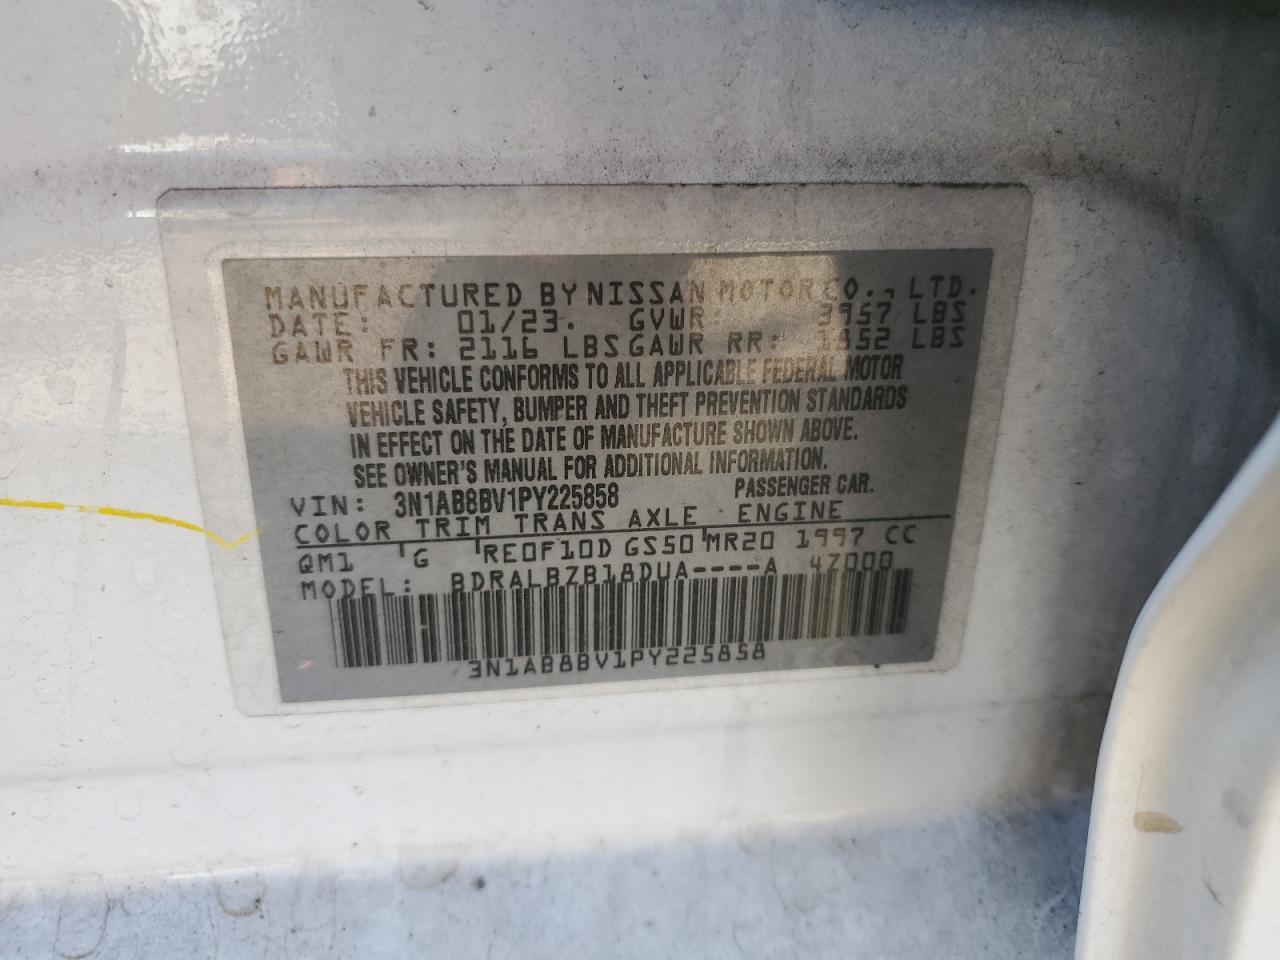 MANUFACTURED BY NISSAN MOTOR CO., LTD.
DATE: 01/23. GVWR: 3957 LBS
GAWR FR: 2116 LBS GAWR RR: 1852 LBS
THIS VEHICLE CONFORMS TO ALL APPLICABLE FEDERAL MOTOR
VEHICLE SAFETY, BUMPER AND THEFT PREVENTION STANDARDS
IN EFFECT ON THE DATE OF MANUFACTURE SHOWN ABOVE.
SEE OWNER'S MANUAL FOR ADDITIONAL INFORMATION.
VIN: 3N1AB8BV1PY225858 PASSENGER CAR.
COLOR TRIM TRANS AXLE ENGINE
QM1 G RE0F10D GS50 MR20 1997 CC
MODEL: BDRALBZB18DUA----A 47000
3N1AB8BV1PY225858